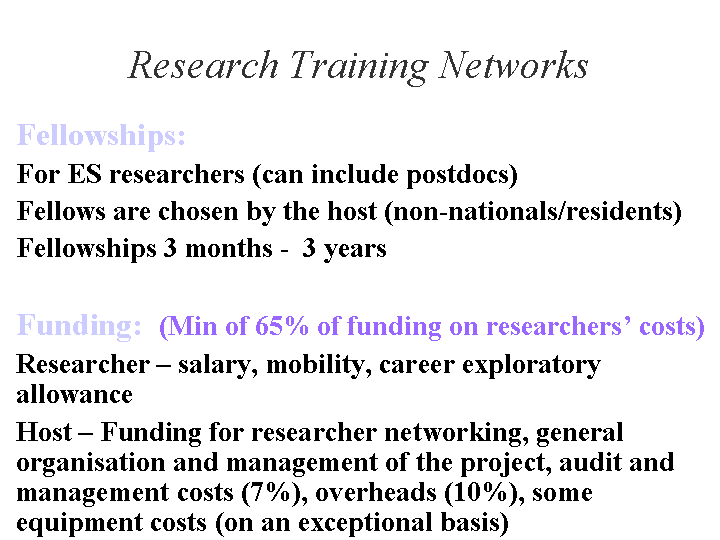 Research Training Networks
Fellowships:
For ES researchers (can include postdocs)
Fellows are chosen by the host (non-nationals/residents)
Fellowships 3 months -  3 years
Funding:  (Min of 65% of funding on researchers’ costs)
Researcher – salary, mobility, career exploratory
allowance
Host – Funding for researcher networking, general
organisation and management of the project, audit and
management costs (7%), overheads (10%), some
equipment costs (on an exceptional basis)